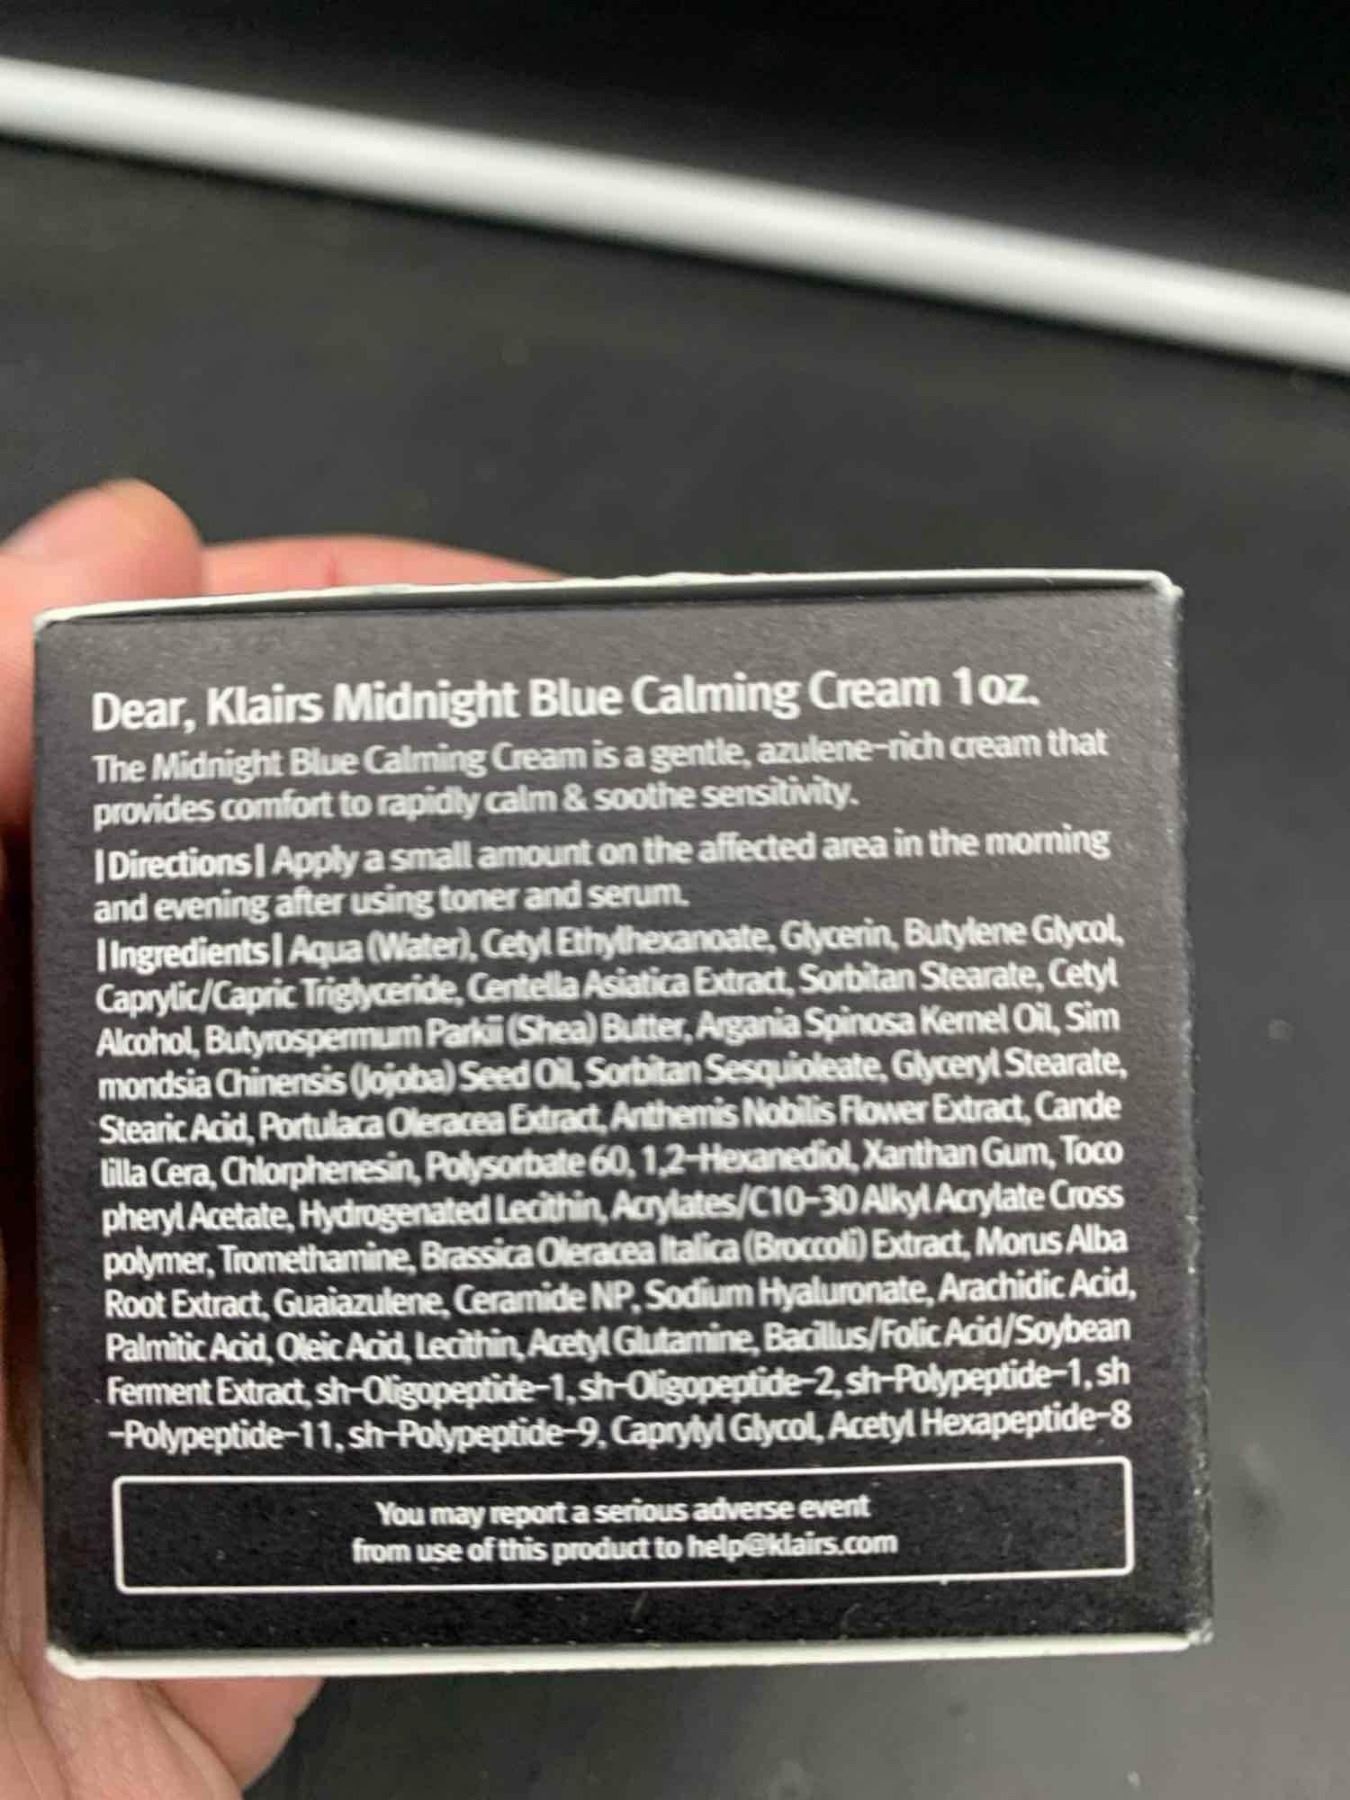 Dear, Klairs Midnight Blue Calming Cream 1oz.
The Midnight Blue Calming Cream is a gentle, azulene-rich cream that
provides comfort to rapidly calm & soothe sensitivity.
|Directions| Apply a small amount on the affected area in the morning
and evening after using toner and serum.
|Ingredients| Aqua (Water), Cetyl Ethylhexanoate, Glycerin, Butylene Glycol,
Caprylic/Capric Triglyceride, Centella Asiatica Extract, Sorbitan Stearate, Cetyl
Alcohol, Butyrospermum Parkii (Shea) Butter, Argania Spinosa Kernel Oil, Sim
mondsia Chinensis (Jojoba) Seed Oil, Sorbitan Sesquioleate, Glyceryl Stearate,
Stearic Acid, Portulaca Oleracea Extract, Anthemis Nobilis Flower Extract, Cande
lilla Cera, Chlorphenesin, Polysorbate 60, 1,2-Hexanediol, Xanthan Gum, Toco
pheryl Acetate, Hydrogenated Lecithin, Acrylates/C10-30 Alkyl Acrylate Cross
polymer, Tromethamine, Brassica Oleracea Italica (Broccoli) Extract, Morus Alba
Root Extract, Guaiazulene, Ceramide NP, Sodium Hyaluronate, Arachidic Acid,
Palmitic Acid, Oleic Acid, Lecithin, Acetyl Glutamine, Bacillus/Folic Acid/Soybean
Ferment Extract, sh-Oligopeptide-1, sh-Oligopeptide-2, sh-Polypeptide-1, sh
-Polypeptide-11, sh-Polypeptide-9, Caprylyl Glycol, Acetyl Hexapeptide-8
You may report a serious adverse event
from use of this product to help@klairs.com